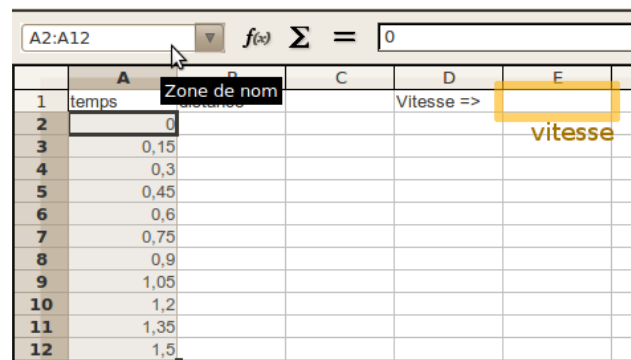 A2:A12 f(x) Σ = 0
A B C D E
Zone de nom
1 temps distance Vitesse =>
vitesse
2 0
3 0,15
4 0,3
5 0,45
6 0,6
7 0,75
8 0,9
9 1,05
10 1,2
11 1,35
12 1,5